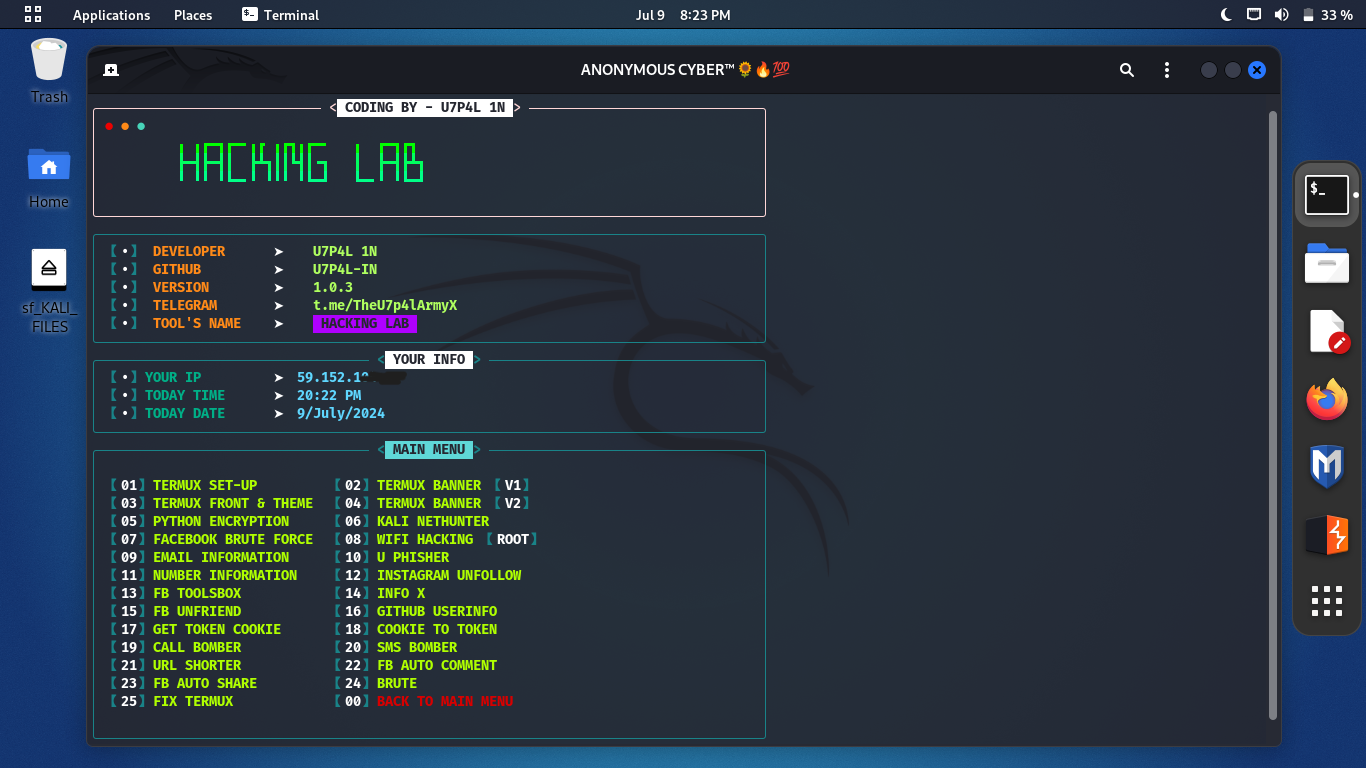 Applications Places Terminal Jul 9 8:23 PM 33 %
Trash
Home
sf_KALI_
FILES
ANONYMOUS CYBER™🌻🔥💯
<CODING BY - U7P4L 1N>
HACKING LAB
【•】 DEVELOPER ➤ U7P4L 1N
【•】 GITHUB ➤ U7P4L-IN
【•】 VERSION ➤ 1.0.3
【•】 TELEGRAM ➤ t.me/TheU7p4lArmyX
【•】 TOOL'S NAME ➤ HACKING LAB
< YOUR INFO >
【•】YOUR IP ➤ 59.152.1
【•】TODAY TIME ➤ 20:22 PM
【•】TODAY DATE ➤ 9/July/2024
< MAIN MENU >
【01】TERMUX SET-UP 【02】TERMUX BANNER 【V1】
【03】TERMUX FRONT & THEME 【04】TERMUX BANNER 【V2】
【05】PYTHON ENCRYPTION 【06】KALI NETHUNTER
【07】FACEBOOK BRUTE FORCE 【08】WIFI HACKING 【ROOT】
【09】EMAIL INFORMATION 【10】U PHISHER
【11】NUMBER INFORMATION 【12】INSTAGRAM UNFOLLOW
【13】FB TOOLSBOX 【14】INFO X
【15】FB UNFRIEND 【16】GITHUB USERINFO
【17】GET TOKEN COOKIE 【18】COOKIE TO TOKEN
【19】CALL BOMBER 【20】SMS BOMBER
【21】URL SHORTER 【22】FB AUTO COMMENT
【23】FB AUTO SHARE 【24】BRUTE
【25】FIX TERMUX 【00】BACK TO MAIN MENU
$_